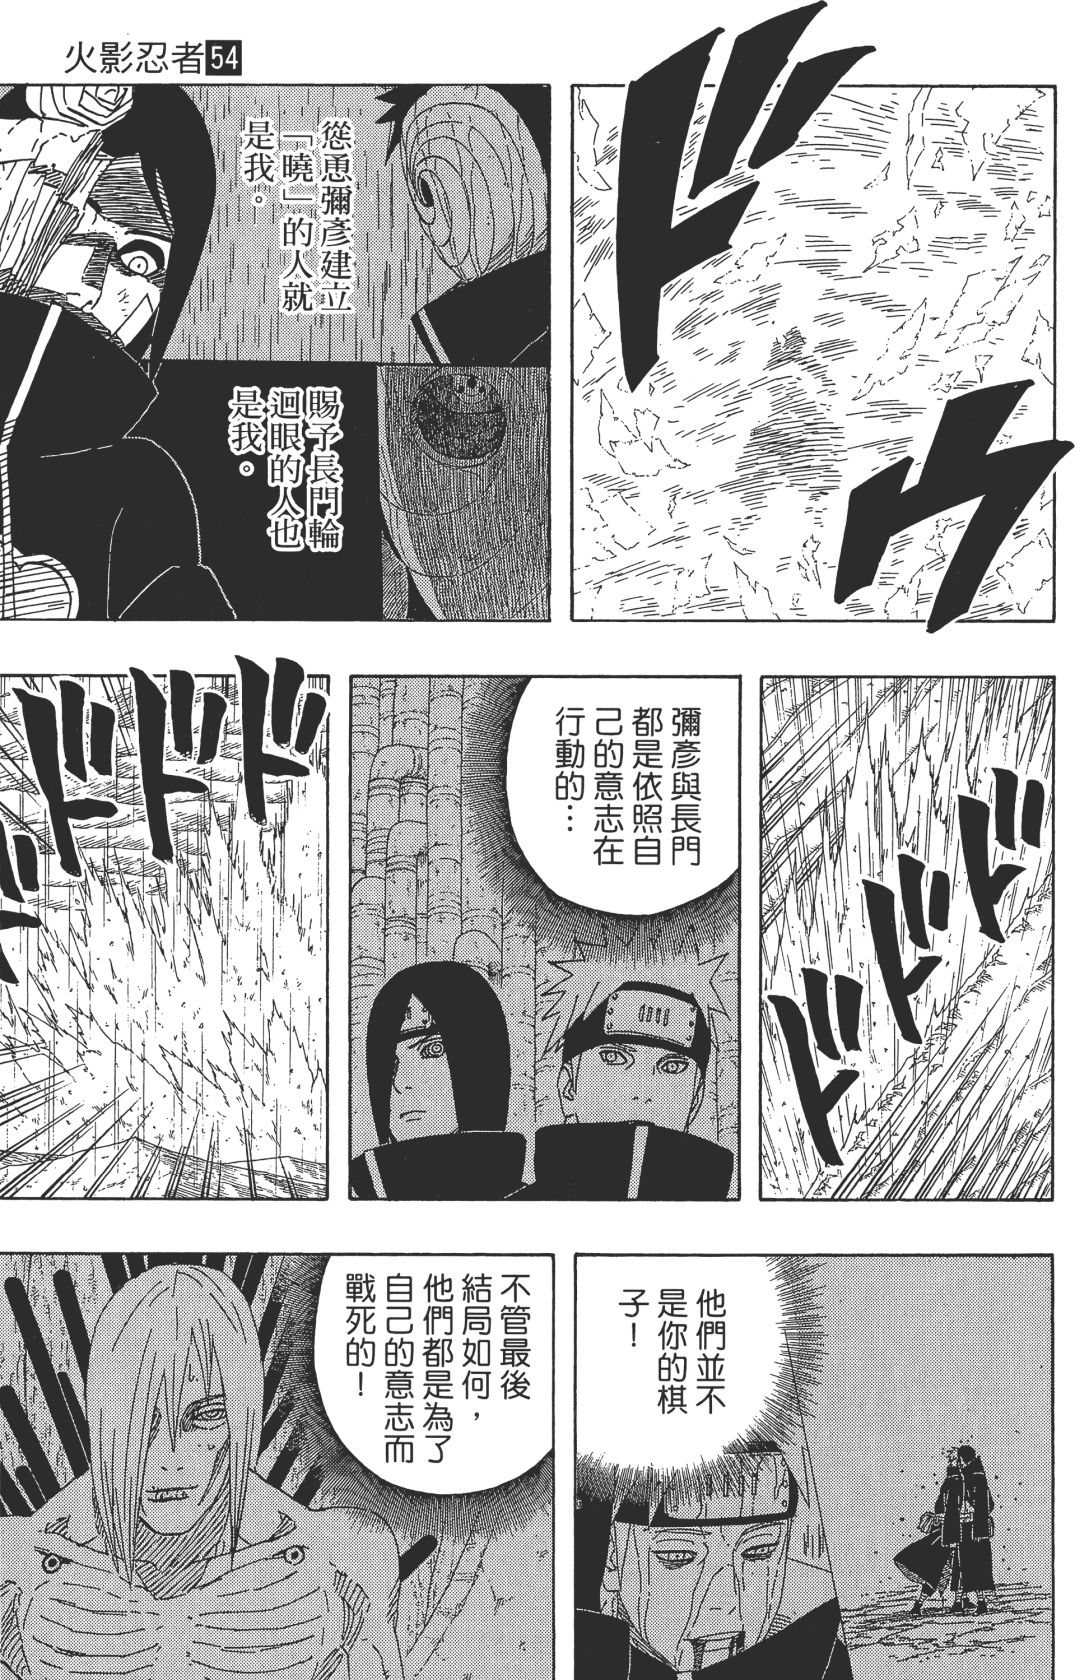 火影忍者54
ドウ
慫恿彌彥建立
「曉」的人就
是我。
賜予長門輪
迴眼的人也
是我。
ドドド
彌彥與長門
都是依照自
己的意志在
行動的…
ドドド
他們並不
是你的棋
子！
不管最後
結局如何，
他們都是為了
自己的意志而
戰死的！